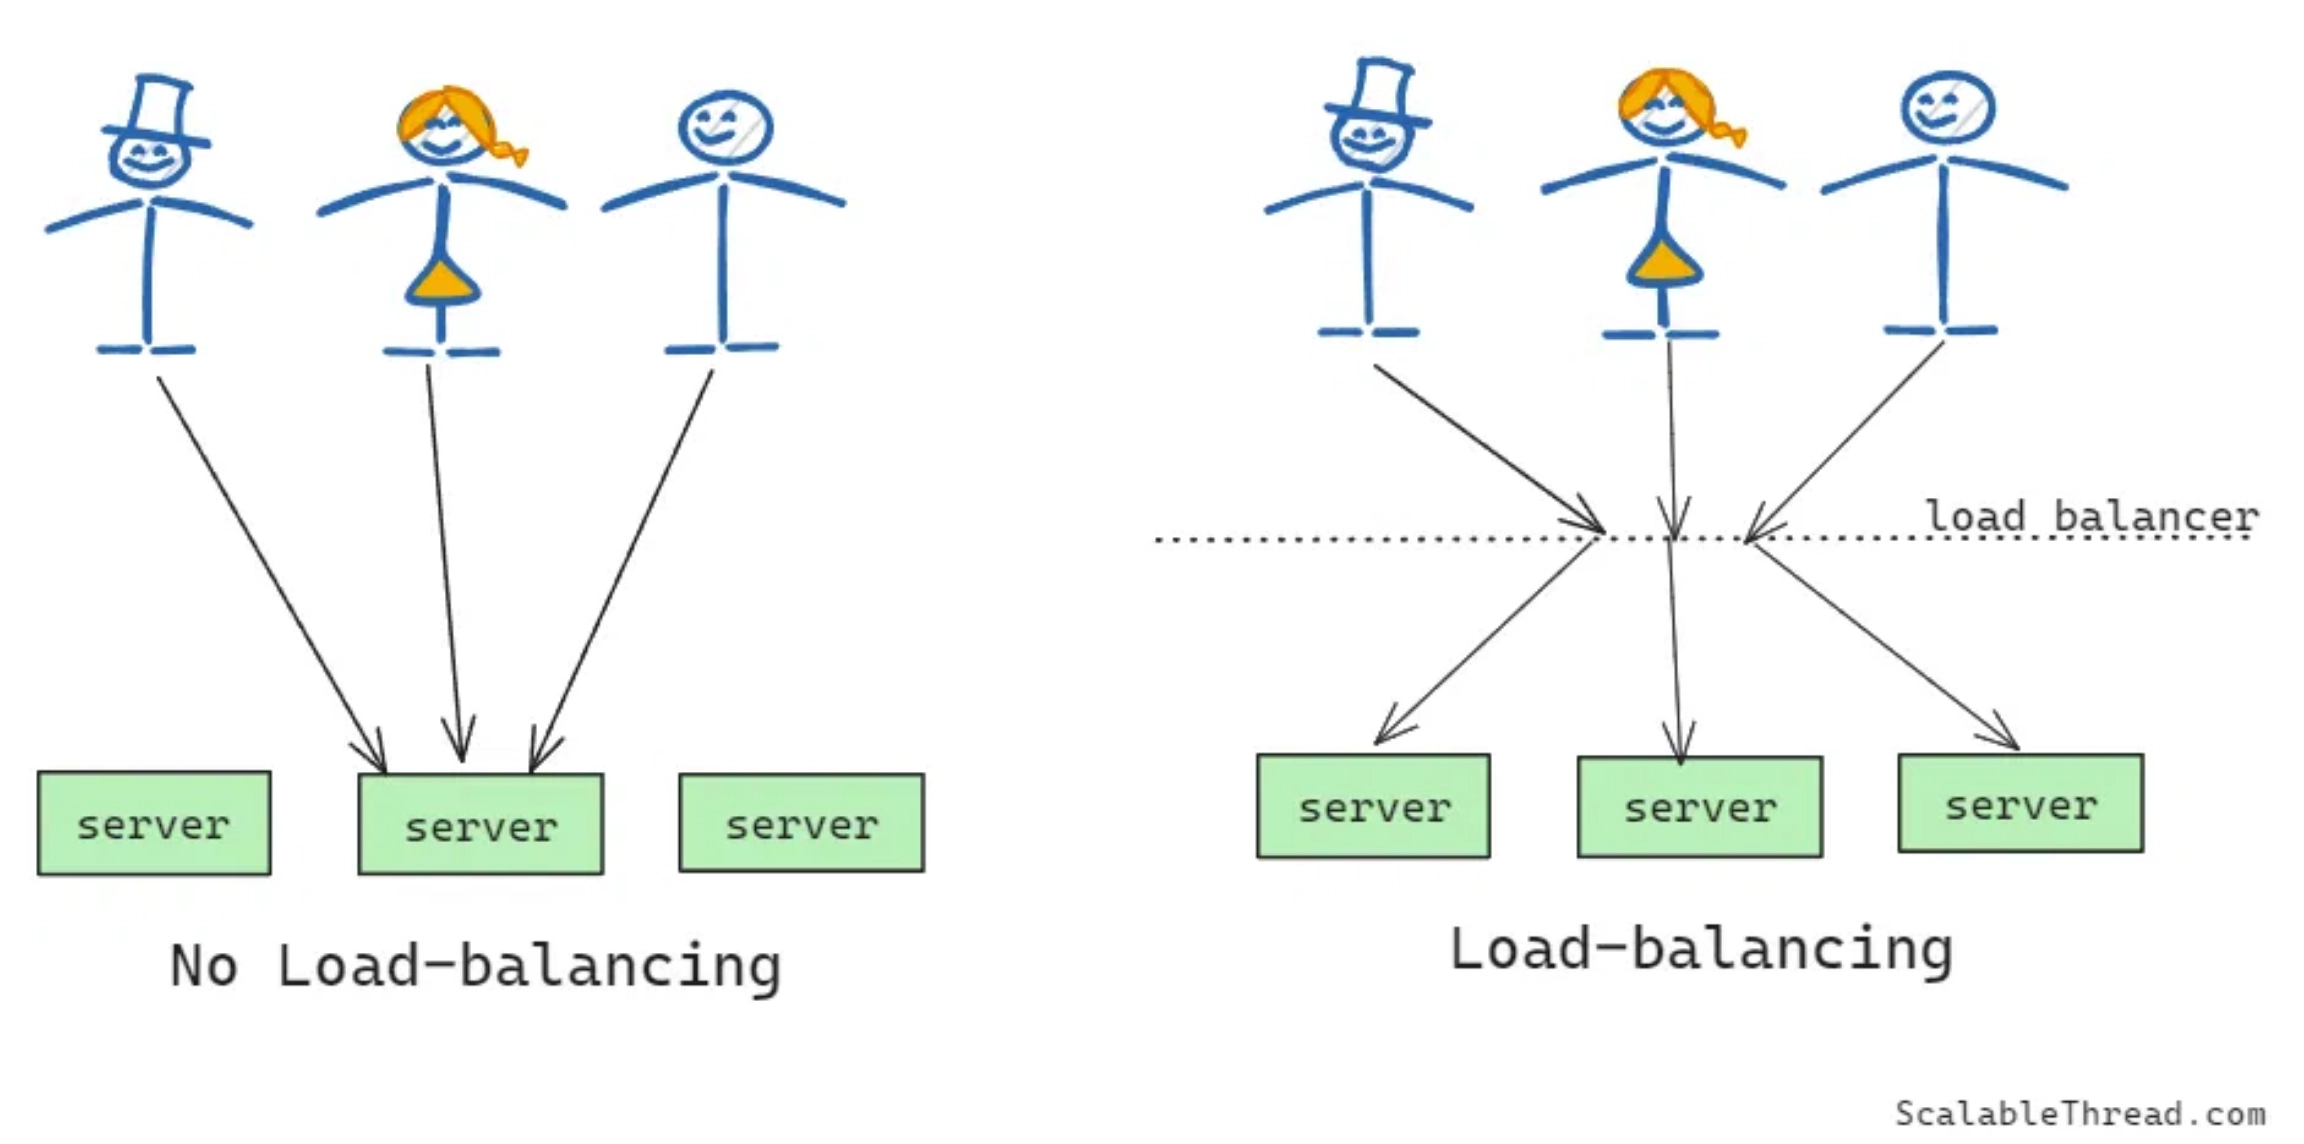 server
server
server
No Load-balancing
load balancer
server
server
server
Load-balancing
ScalableThread.com